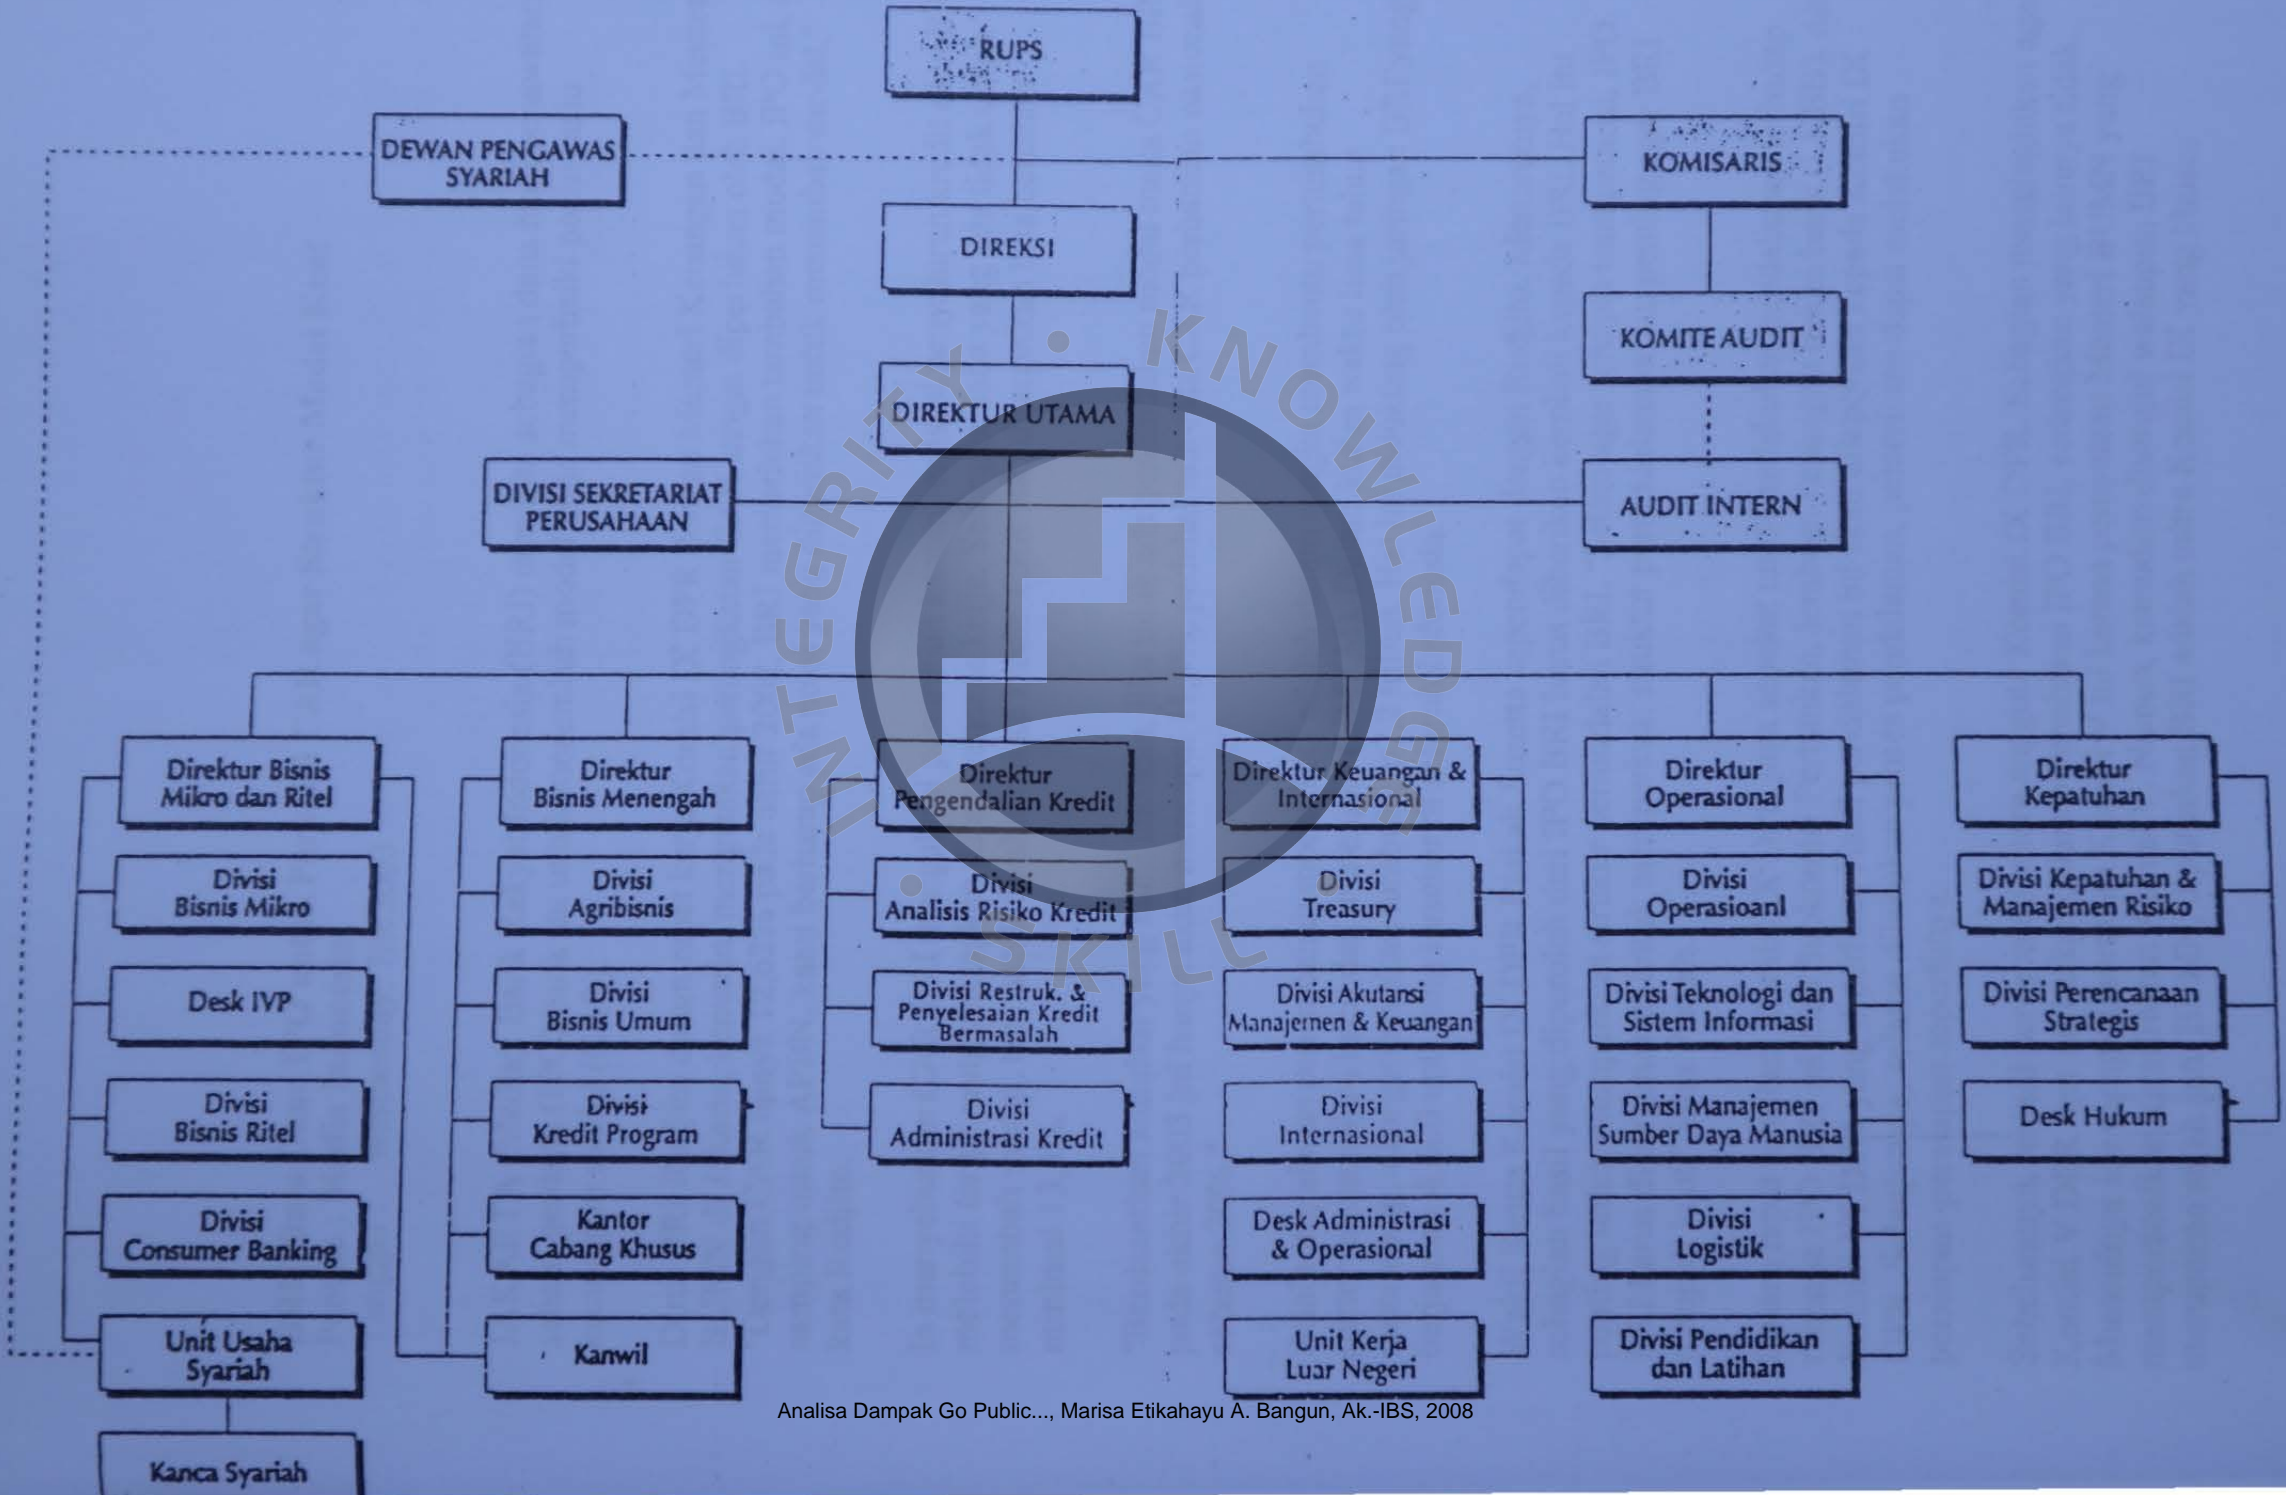 RUPS
DEWAN PENGAWAS
SYARIAH
KOMISARIS
DIREKSI
KOMITE AUDIT
DIREKTUR UTAMA
DIVISI SEKRETARIAT
PERUSAHAAN
AUDIT INTERN
INTEGRITY • KNOWLEDGE • SKILL •
Direktur Bisnis
Mikro dan Ritel
Divisi
Bisnis Mikro
Desk IVP
Divisi
Bisnis Ritel
Divisi
Consumer Banking
Unit Usaha
Syariah
Kanca Syariah
Direktur
Bisnis Menengah
Divisi
Agribisnis
Divisi
Bisnis Umum
Divisi
Kredit Program
Kantor
Cabang Khusus
Kanwil
Direktur
Pengendalian Kredit
Divisi
Analisis Risiko Kredit
Divisi Restruk. &
Penyelesaian Kredit
Bermasalah
Divisi
Administrasi Kredit
Direktur Keuangan &
Internasional
Divisi
Treasury
Divisi Akutansi
Manajemen & Keuangan
Divisi
Internasional
Desk Administrasi
& Operasional
Unit Kerja
Luar Negeri
Direktur
Operasional
Divisi
Operasioanl
Divisi Teknologi dan
Sistem Informasi
Divisi Manajemen
Sumber Daya Manusia
Divisi
Logistik
Divisi Pendidikan
dan Latihan
Direktur
Kepatuhan
Divisi Kepatuhan &
Manajemen Risiko
Divisi Perencanaan
Strategis
Desk Hukum
Analisa Dampak Go Public..., Marisa Etikahayu A. Bangun, Ak.-IBS, 2008